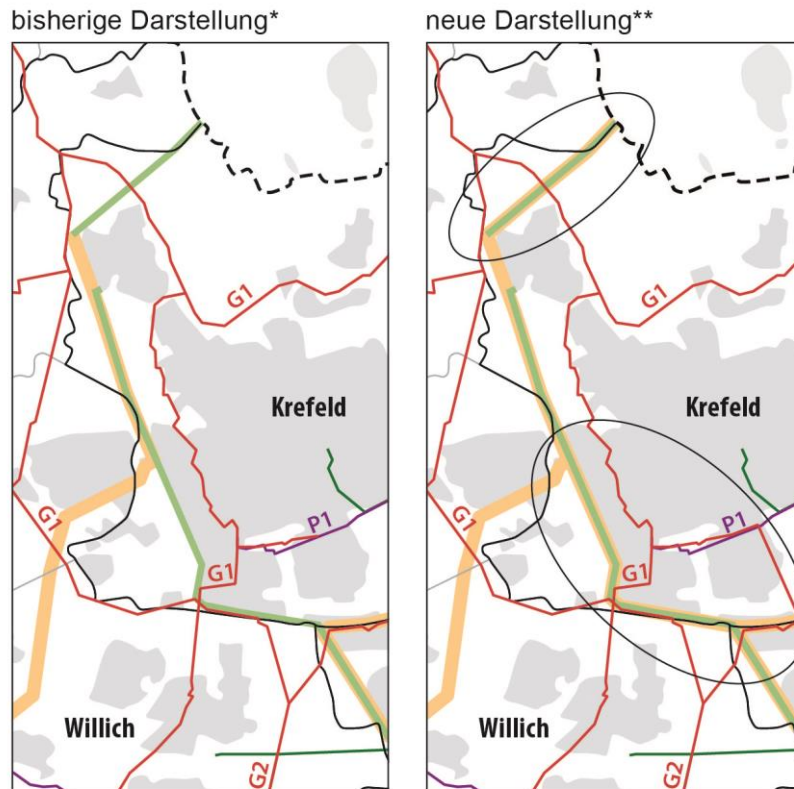 bisherige Darstellung*
neue Darstellung**
G1
Krefeld
G1
P1
G1
Willich
G2
G1
Krefeld
G1
P1
G1
Willich
G2